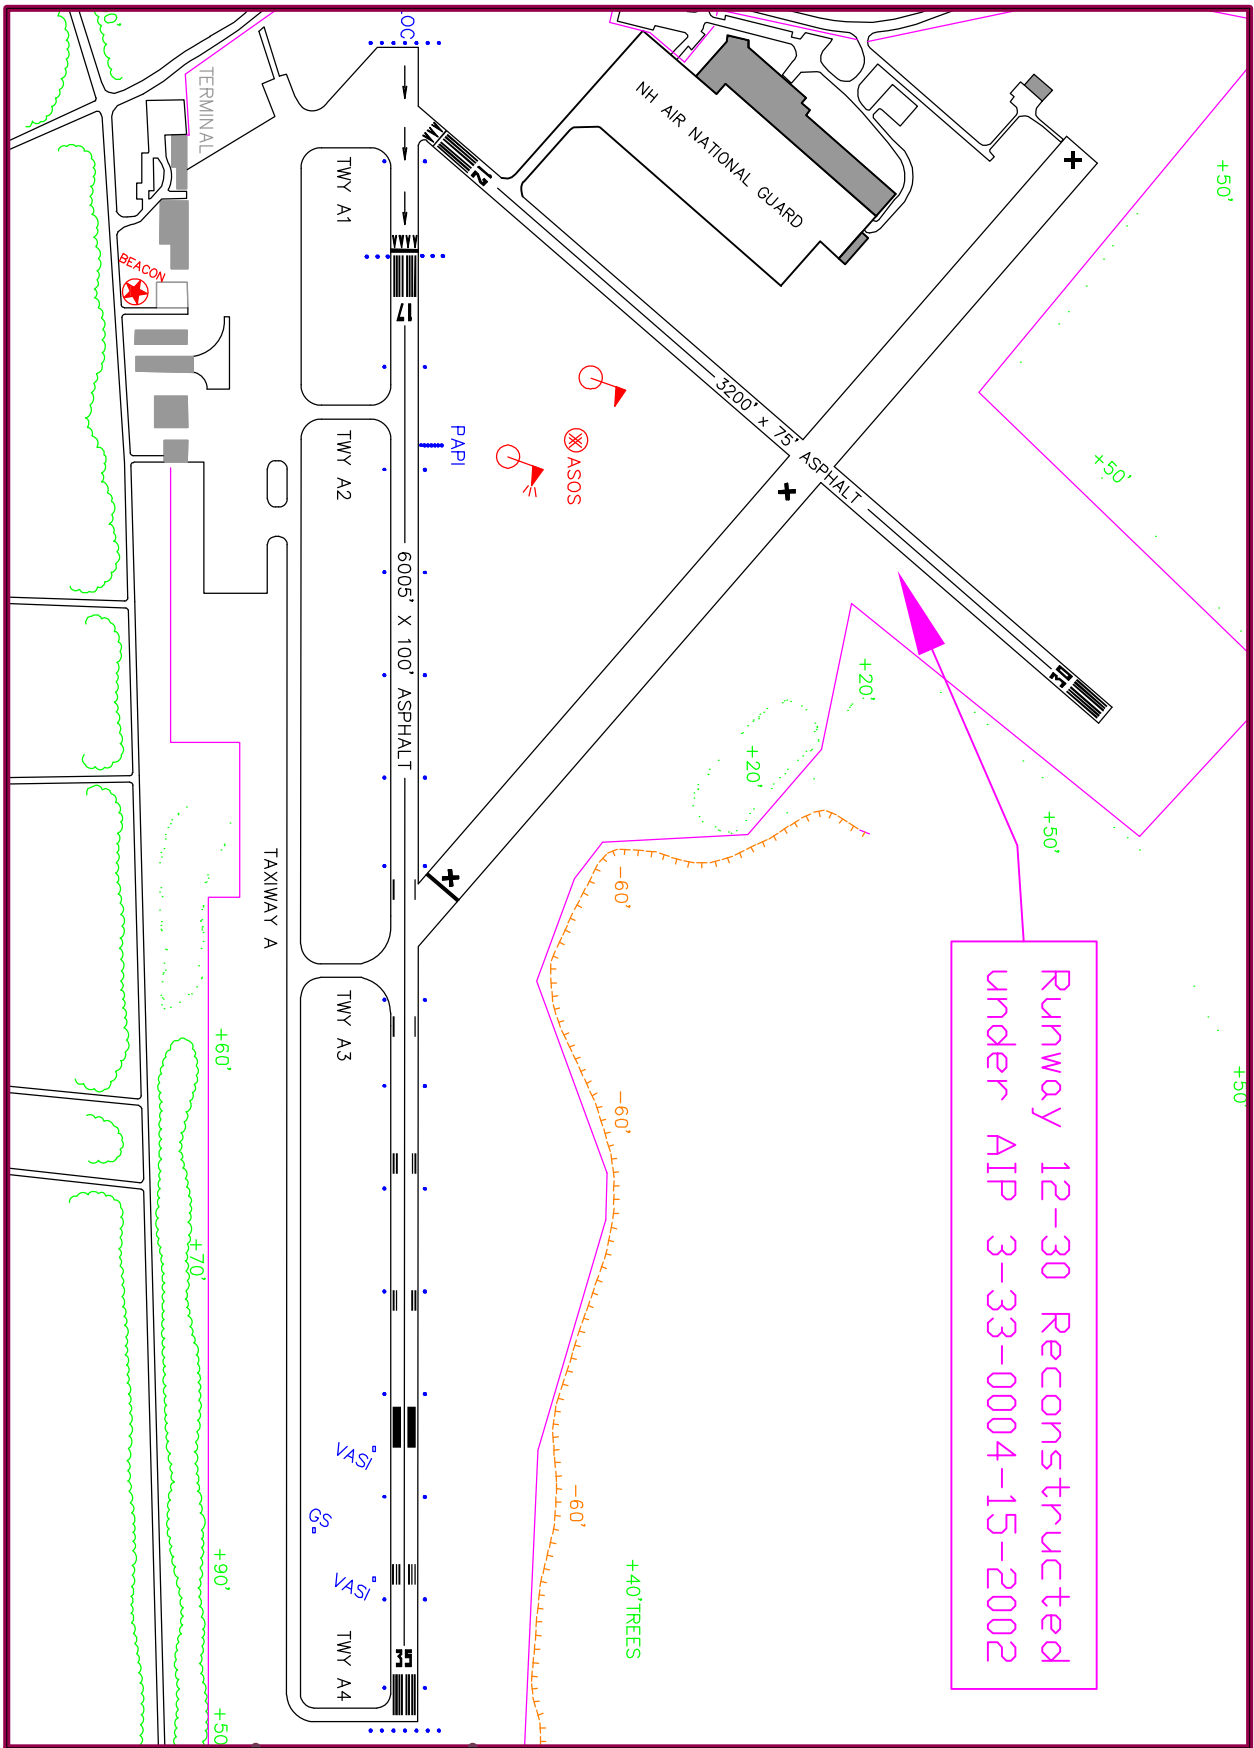 Runway 12-30 Reconstructed
under AIP 3-33-0004-15-2002
+50'
+50'
+50'
+50'
+20'
+20'
NH AIR NATIONAL GUARD
12
3200' x 75' ASPHALT
30
ASOS
PAPI
OC
17
6005' X 100' ASPHALT
35
-60'
-60'
-60'
+40'TREES
TWY A1
TWY A2
TWY A3
TWY A4
VASI
GS
VASI
TAXIWAY A
TERMINAL
BEACON
+60'
+70'
+90'
+50
0'